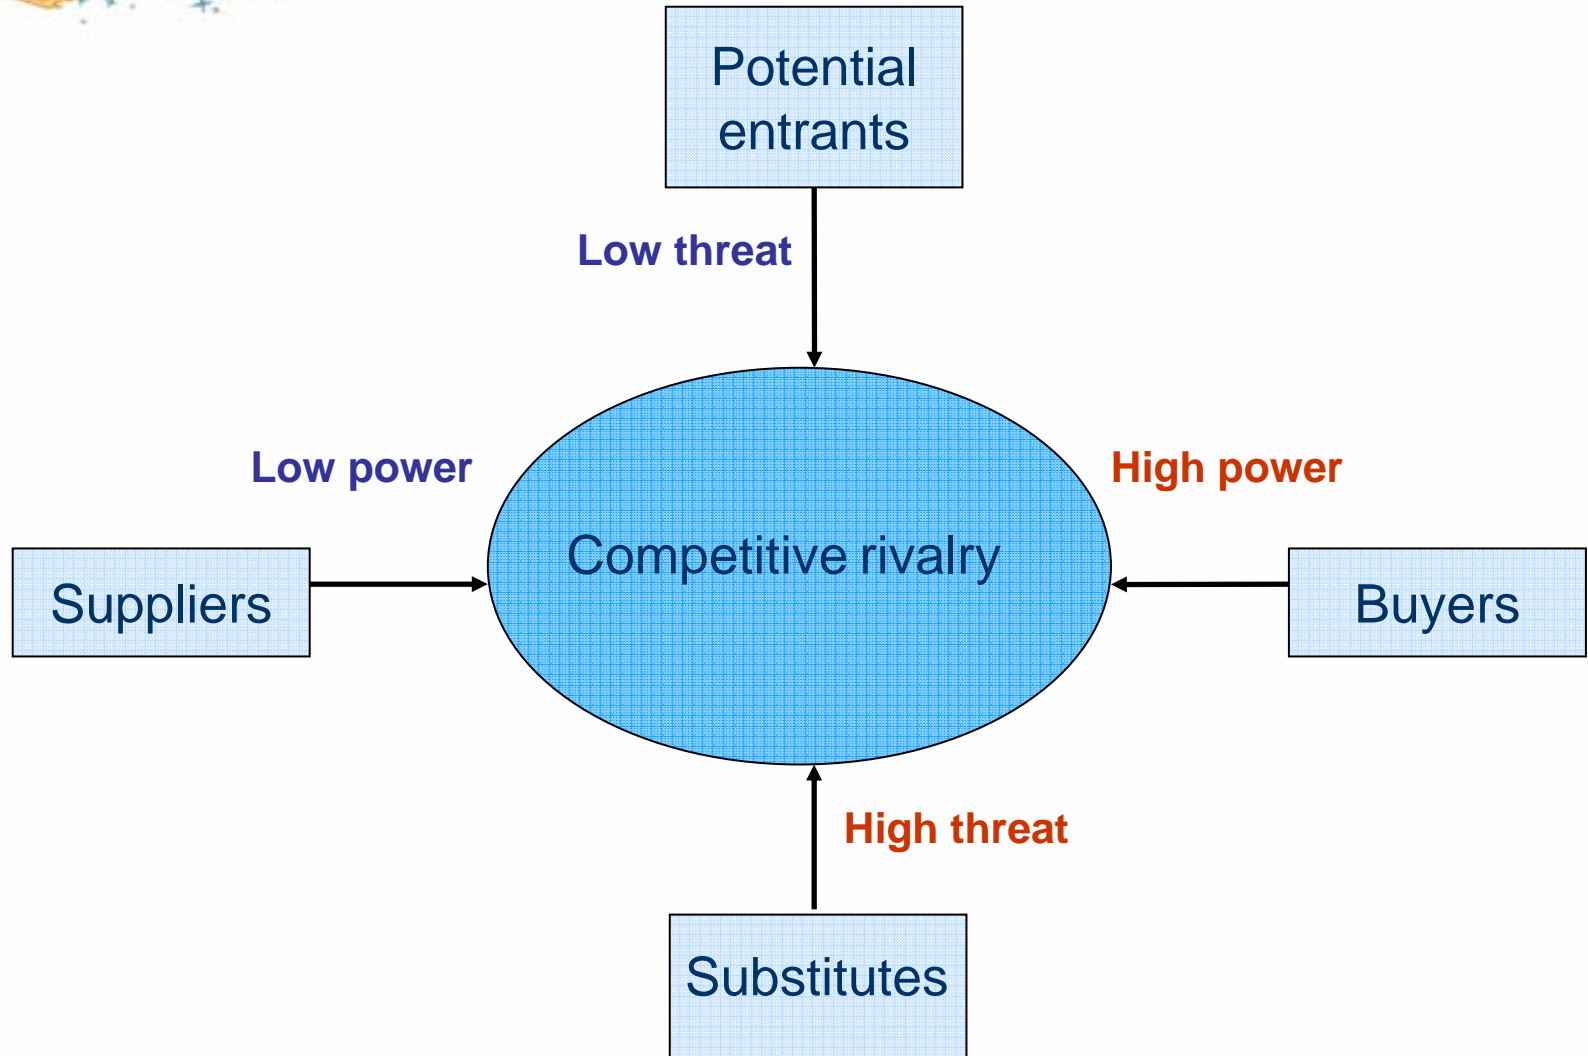 Potential
entrants
Low threat
Low power
High power
Competitive rivalry
Suppliers
Buyers
High threat
Substitutes